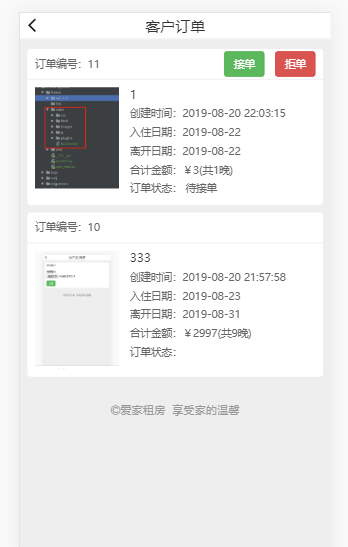 客户订单
订单编号：11
接单
拒单
1
创建时间：2019-08-20 22:03:15
入住日期：2019-08-22
离开日期：2019-08-22
合计金额：￥3(共1晚)
订单状态： 待接单
订单编号：10
333
创建时间：2019-08-20 21:57:58
入住日期：2019-08-23
离开日期：2019-08-31
合计金额：￥2997(共9晚)
订单状态：
©爱家租房 享受家的温馨